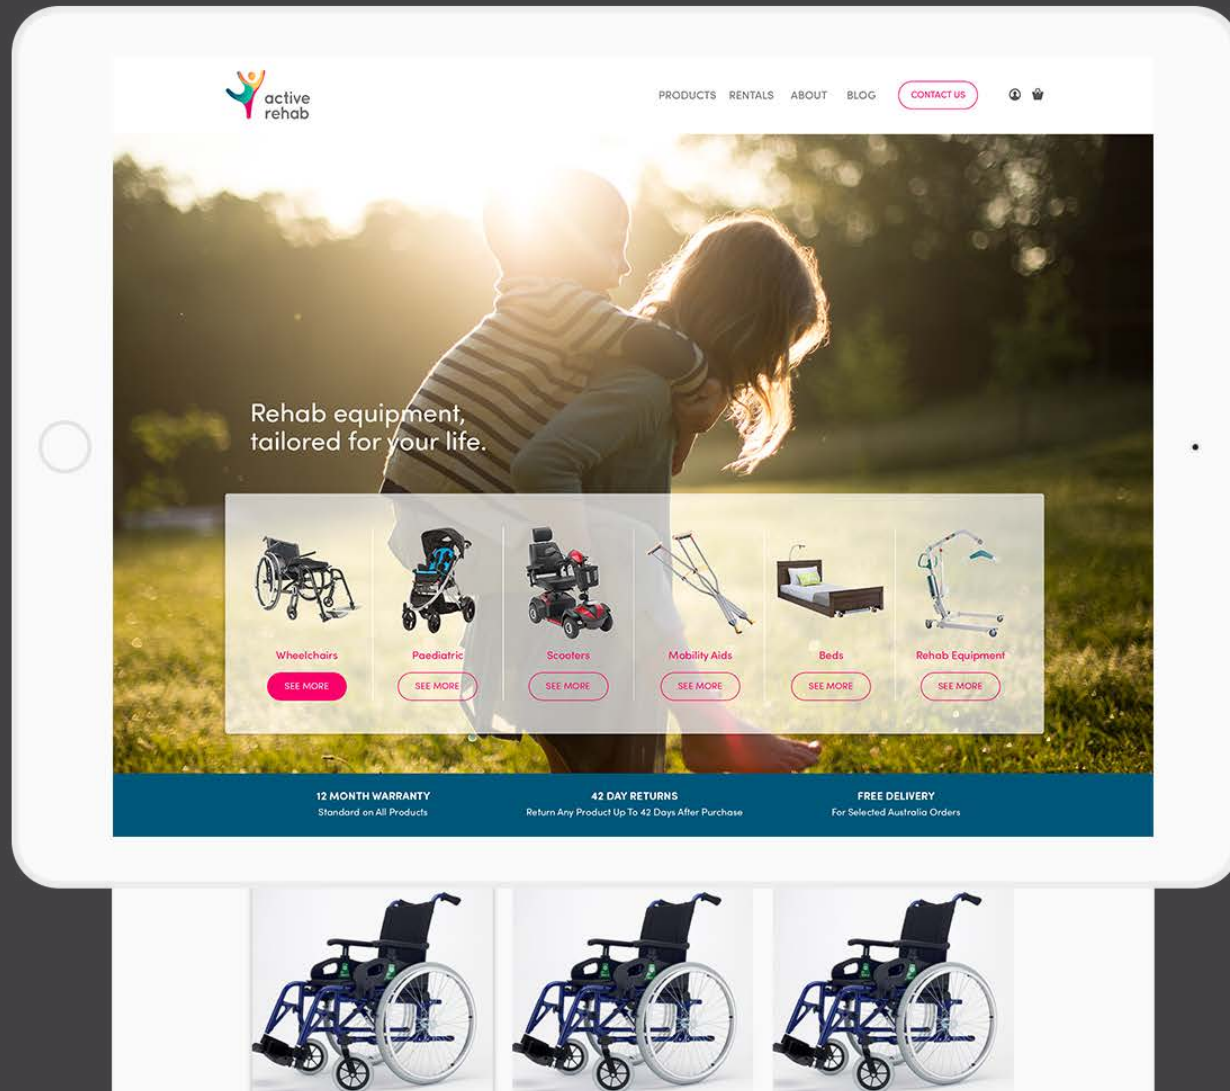 active
rehab
PRODUCTS RENTALS ABOUT BLOG CONTACT US
Rehab equipment,
tailored for your life.
Wheelchairs Paediatric Scooters Mobility Aids Beds Rehab Equipment
SEE MORE SEE MORE SEE MORE SEE MORE SEE MORE SEE MORE
12 MONTH WARRANTY 42 DAY RETURNS FREE DELIVERY
Standard on All Products Return Any Product Up To 42 Days After Purchase For Selected Australia Orders